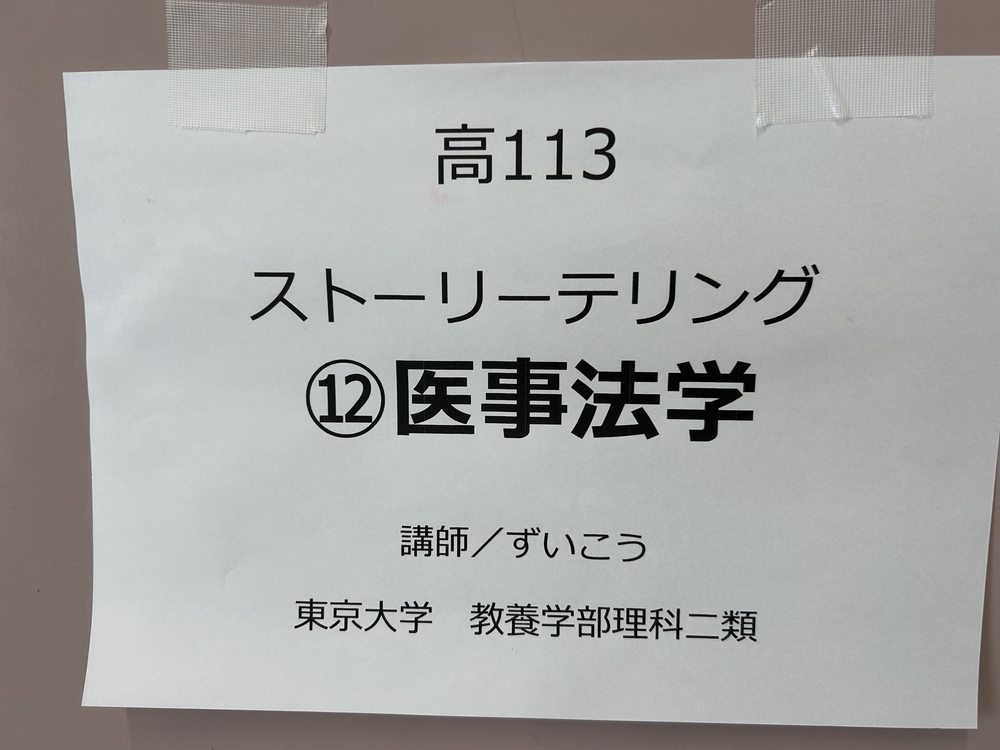 高113
ストーリーテリング
⑫医事法学
講師／ずいこう
東京大学　教養学部理科二類